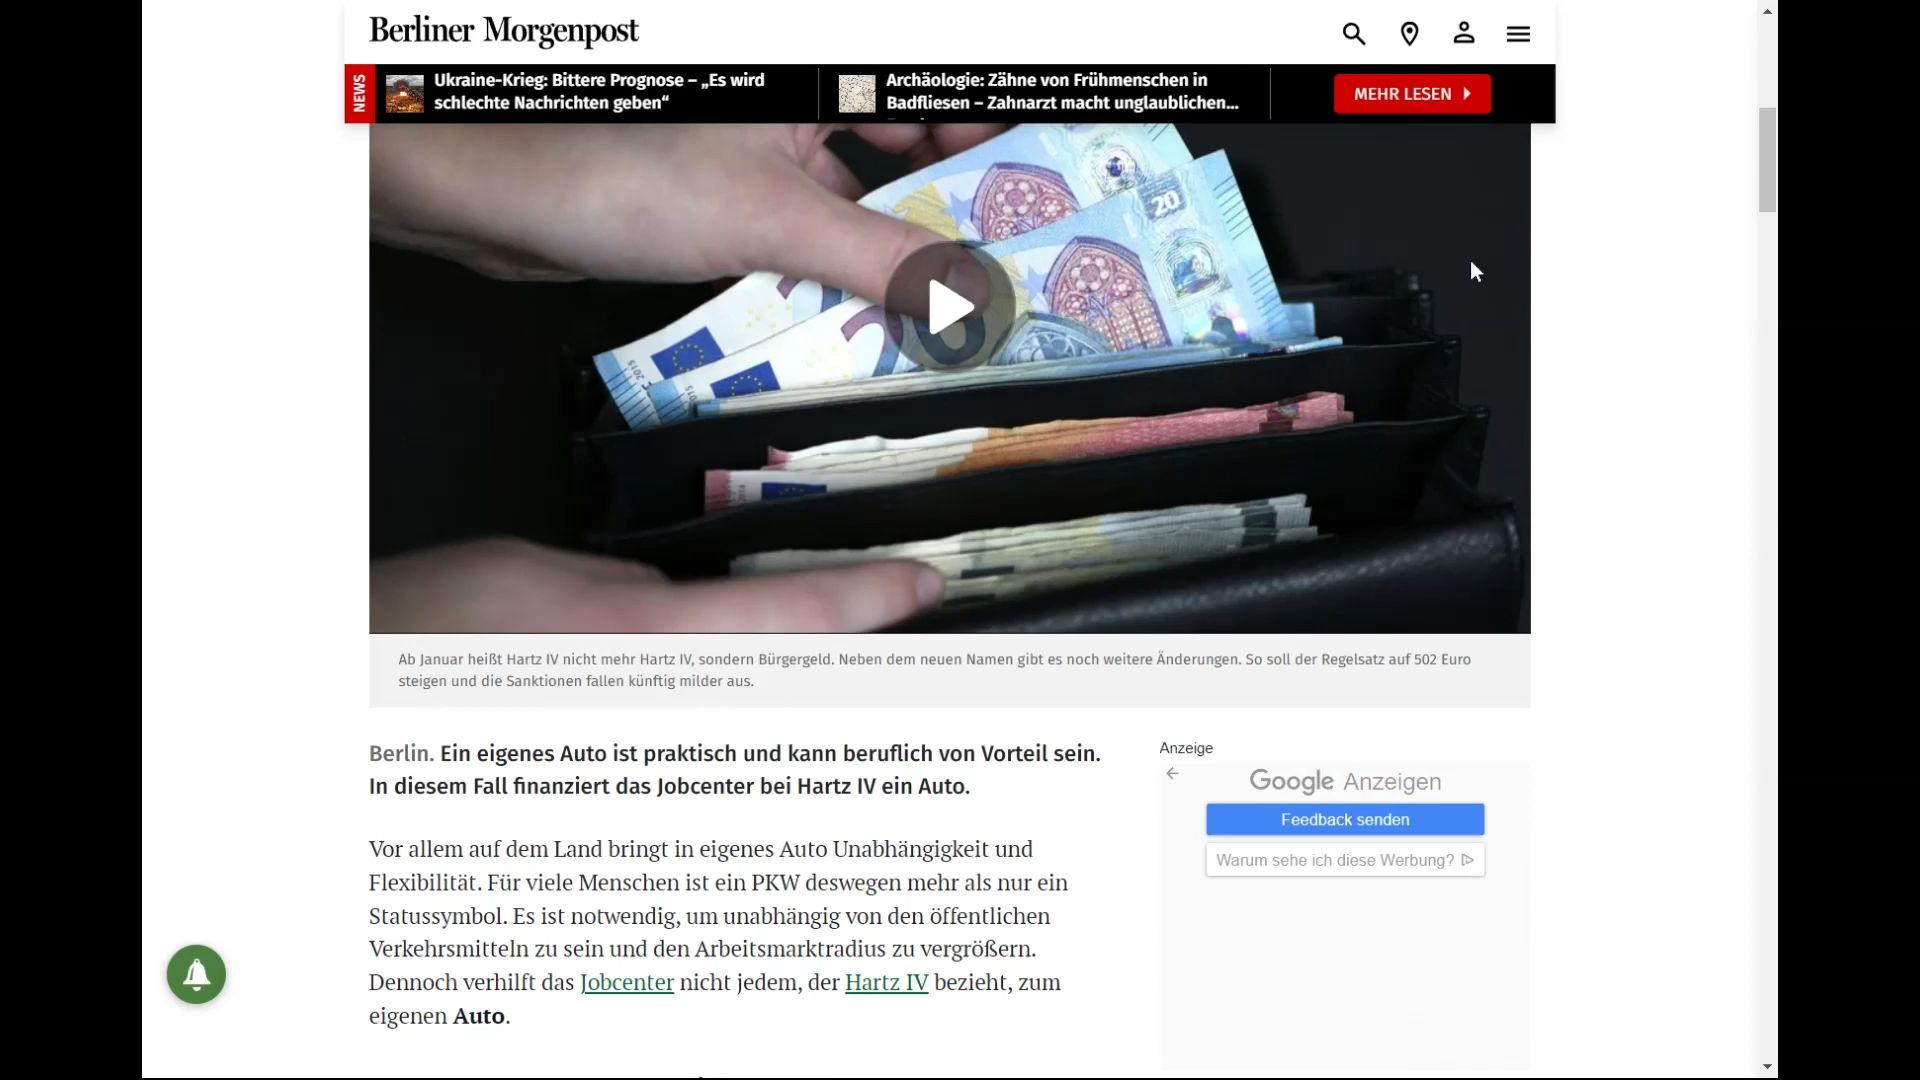 Berliner Morgenpost
NEWS
Ukraine-Krieg: Bittere Prognose – „Es wird
schlechte Nachrichten geben“
Archäologie: Zähne von Frühmenschen in
Badfliesen – Zahnarzt macht unglaublichen...
MEHR LESEN
20
2015
2015
Ab Januar heißt Hartz IV nicht mehr Hartz IV, sondern Bürgergeld. Neben dem neuen Namen gibt es noch weitere Änderungen. So soll der Regelsatz auf 502 Euro
steigen und die Sanktionen fallen künftig milder aus.
Berlin. Ein eigenes Auto ist praktisch und kann beruflich von Vorteil sein.
In diesem Fall finanziert das Jobcenter bei Hartz IV ein Auto.
Vor allem auf dem Land bringt in eigenes Auto Unabhängigkeit und
Flexibilität. Für viele Menschen ist ein PKW deswegen mehr als nur ein
Statussymbol. Es ist notwendig, um unabhängig von den öffentlichen
Verkehrsmitteln zu sein und den Arbeitsmarktradius zu vergrößern.
Dennoch verhilft das Jobcenter nicht jedem, der Hartz IV bezieht, zum
eigenen Auto.
Anzeige
Google Anzeigen
Feedback senden
Warum sehe ich diese Werbung?